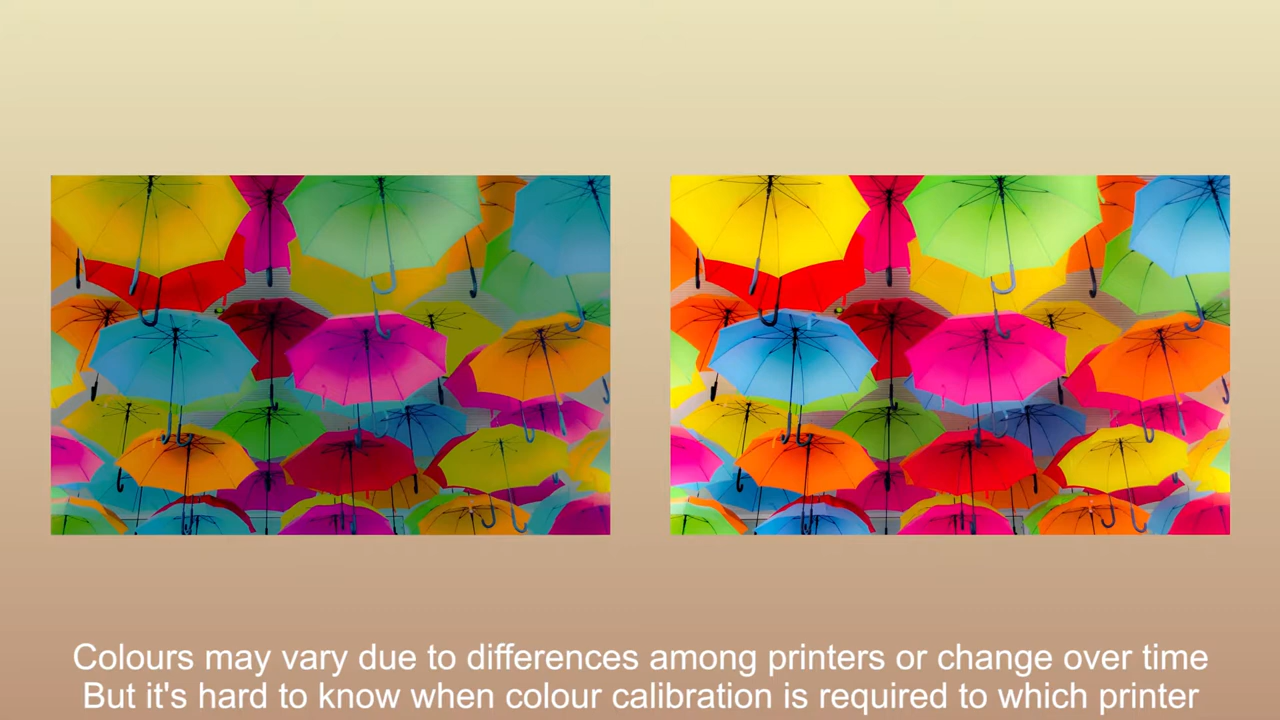 Colours may vary due to differences among printers or change over time
But it's hard to know when colour calibration is required to which printer